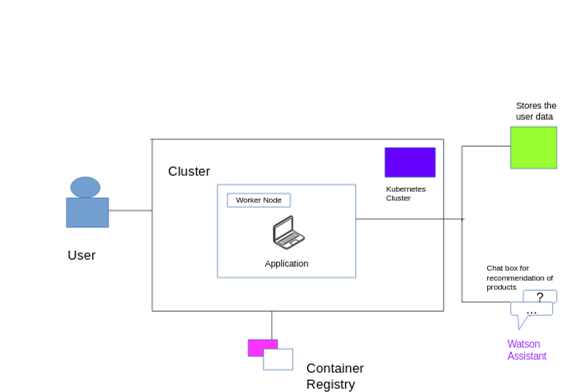 Stores the
user data
Cluster
Kubernetes
Cluster
Worker Node
Application
User
Chat box for
recommendation of
products
?
...
Watson
Assistant
Container
Registry